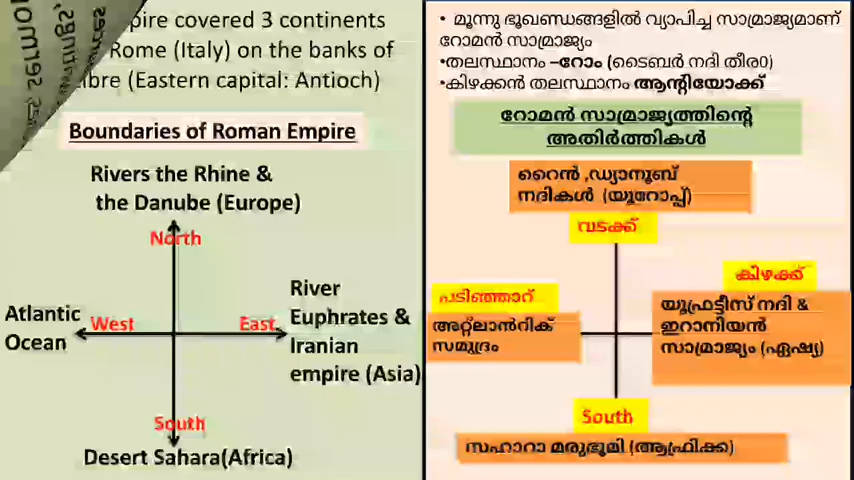 pire covered 3 continents
Rome (Italy) on the banks of
ibre (Eastern capital: Antioch)
Boundaries of Roman Empire
Rivers the Rhine &
the Danube (Europe)
North
Atlantic
Ocean
West
East
River
Euphrates &
Iranian
empire (Asia)
South
Desert Sahara(Africa)
• മൂന്നു ഭൂഖണ്ഡങ്ങളിൽ വ്യാപിച്ച സാമ്രാജ്യമാണ്
റോമൻ സാമ്രാജ്യം
•തലസ്ഥാനം –റോം (ടൈബർ നദി തീര0)
•കിഴക്കൻ തലസ്ഥാനം ആന്റിയോക്ക്
റോമൻ സാമ്രാജ്യത്തിന്റെ
അതിർത്തികൾ
റൈൻ ,ഡ്യാനൂബ്
നദികൾ (യൂറോപ്പ്)
വടക്ക്
പടിഞ്ഞാറ്
അറ്റ്ലാൻറിക്
സമുദ്രം
കിഴക്ക്
യൂഫ്രട്ടീസ് നദി &
ഇറാനിയൻ
സാമ്രാജ്യം (ഏഷ്യ)
South
സഹാറാ മരുഭൂമി (ആഫ്രിക്ക)